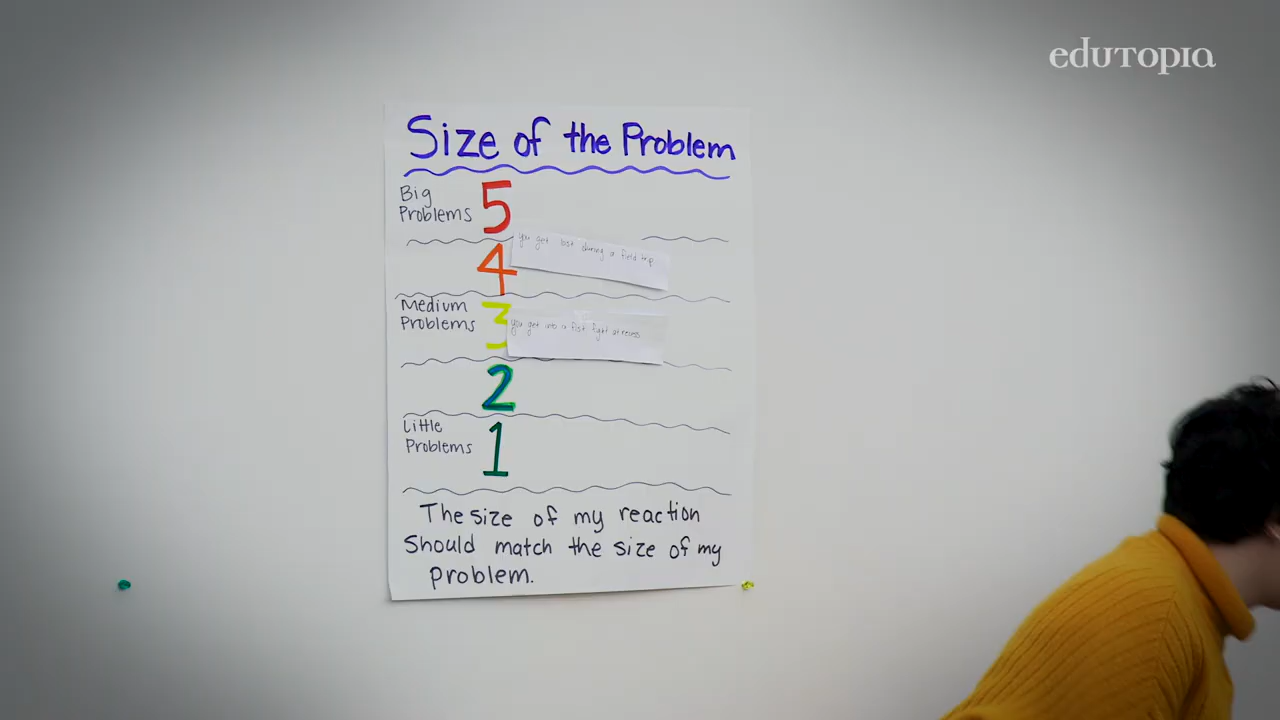 edutopia
Size of the Problem
Big
Problems
5
you get lost during a field trip
4
Medium
Problems
3
you get into a fist fight at recess
2
Little
Problems
1
The size of my reaction
should match the size of my
problem.